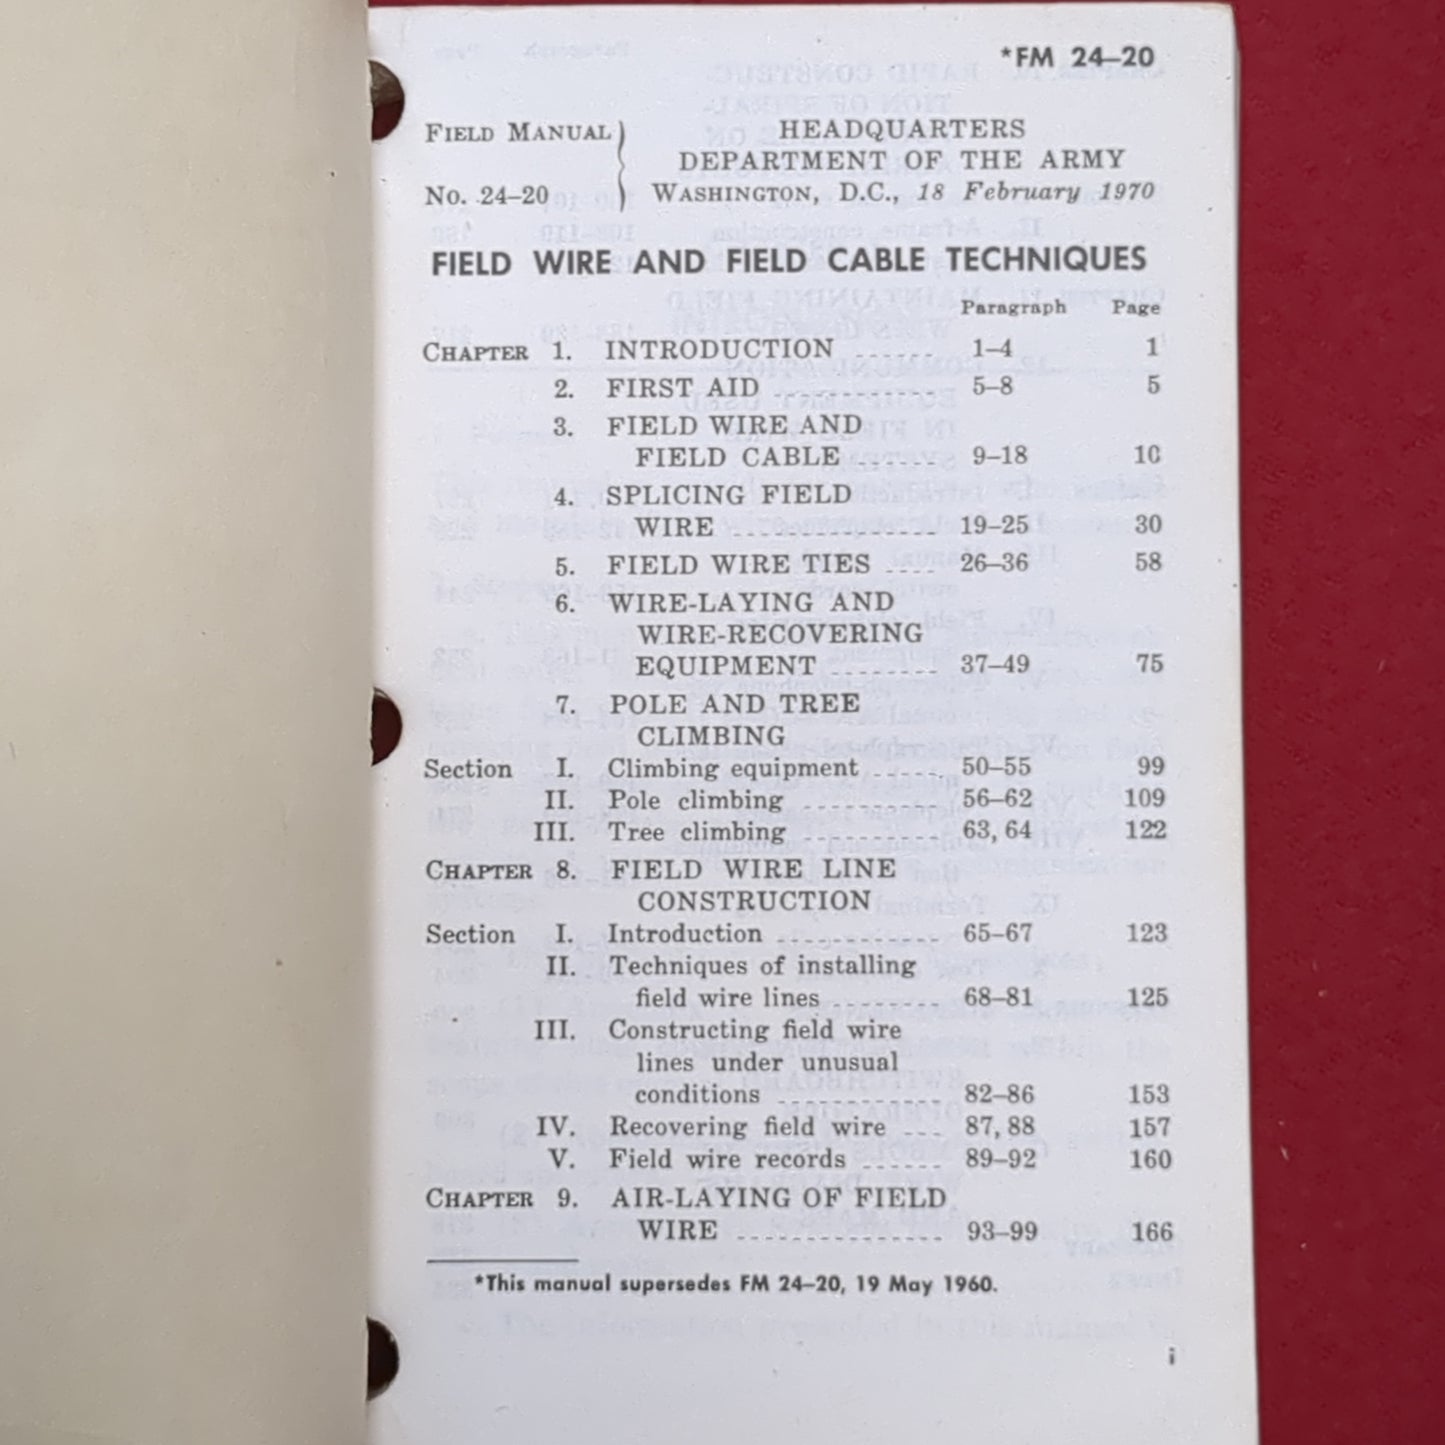 *FM 24–20
FIELD MANUAL
No. 24–20
HEADQUARTERS
DEPARTMENT OF THE ARMY
WASHINGTON, D.C., 18 February 1970
FIELD WIRE AND FIELD CABLE TECHNIQUES
Paragraph Page
CHAPTER 1. INTRODUCTION 1–4 1
2. FIRST AID 5–8 5
3. FIELD WIRE AND
FIELD CABLE 9–18 10
4. SPLICING FIELD
WIRE 19–25 30
5. FIELD WIRE TIES 26–36 58
6. WIRE-LAYING AND
WIRE-RECOVERING
EQUIPMENT 37–49 75
7. POLE AND TREE
CLIMBING
Section I. Climbing equipment 50–55 99
II. Pole climbing 56–62 109
III. Tree climbing 63, 64 122
CHAPTER 8. FIELD WIRE LINE
CONSTRUCTION
Section I. Introduction 65–67 123
II. Techniques of installing
field wire lines 68–81 125
III. Constructing field wire
lines under unusual
conditions 82–86 153
IV. Recovering field wire 87, 88 157
V. Field wire records 89–92 160
CHAPTER 9. AIR-LAYING OF FIELD
WIRE 93–99 166
*This manual supersedes FM 24–20, 19 May 1960.
i